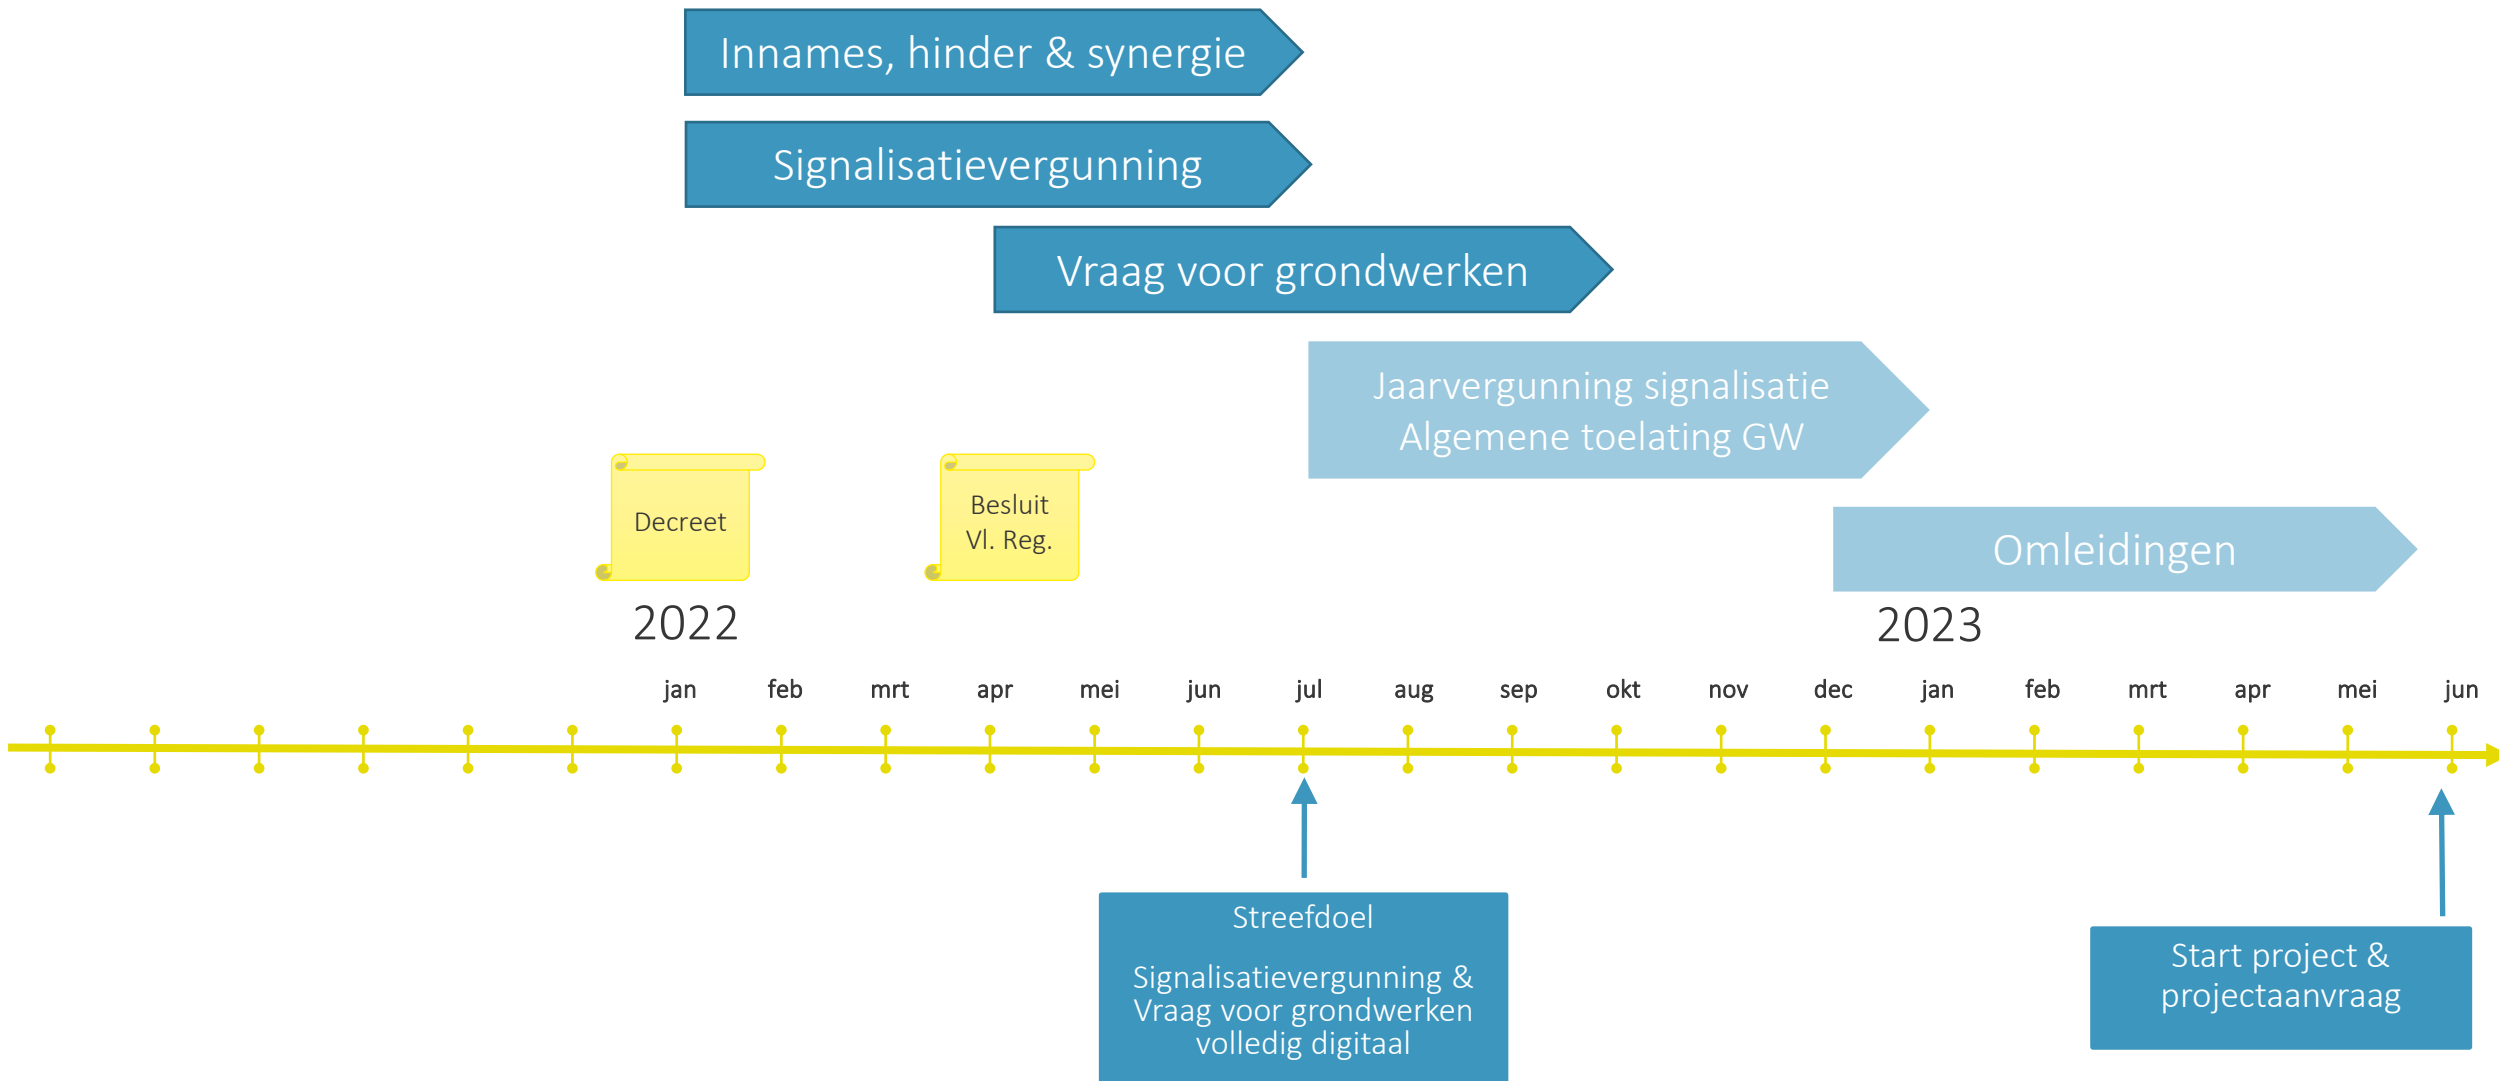 Innames, hinder & synergie
Signalisatievergunning
Vraag voor grondwerken
Jaarvergunning signalisatie
Algemene toelating GW
Decreet
Besluit
Vl. Reg.
Omleidingen
2022
2023
jan feb mrt apr mei jun jul aug sep okt nov dec jan feb mrt apr mei jun
Streefdoel
Signalisatievergunning &
Vraag voor grondwerken
volledig digitaal
Start project &
projectaanvraag